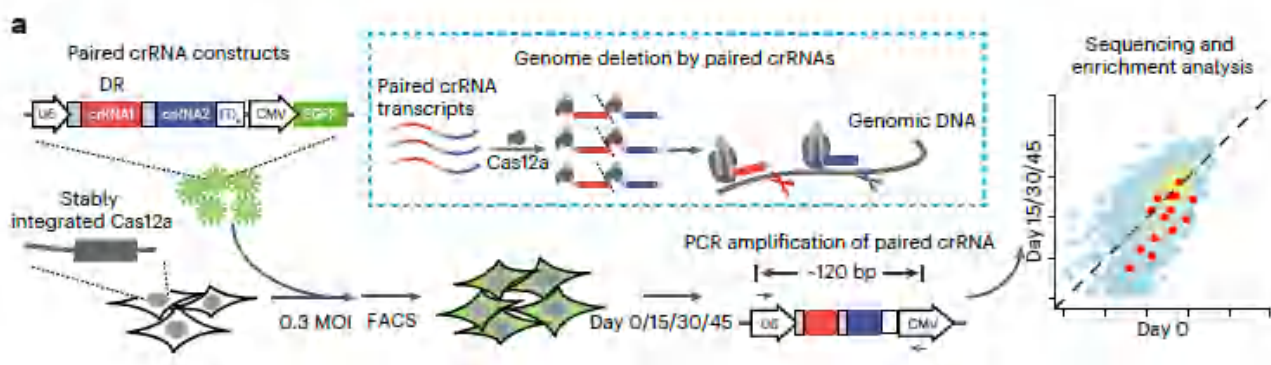 a
Paired crRNA constructs
DR
U6
crRNA1
crRNA2
CMV
EGFP
Stably
integrated Cas12a
0.3 MOI
FACS
Genome deletion by paired crRNAs
Paired crRNA
transcripts
Cas12a
Genomic DNA
Day 0/15/30/45
PCR amplification of paired crRNA
~120 bp
U6
CMV
Sequencing and
enrichment analysis
Day 15/30/45
Day 0